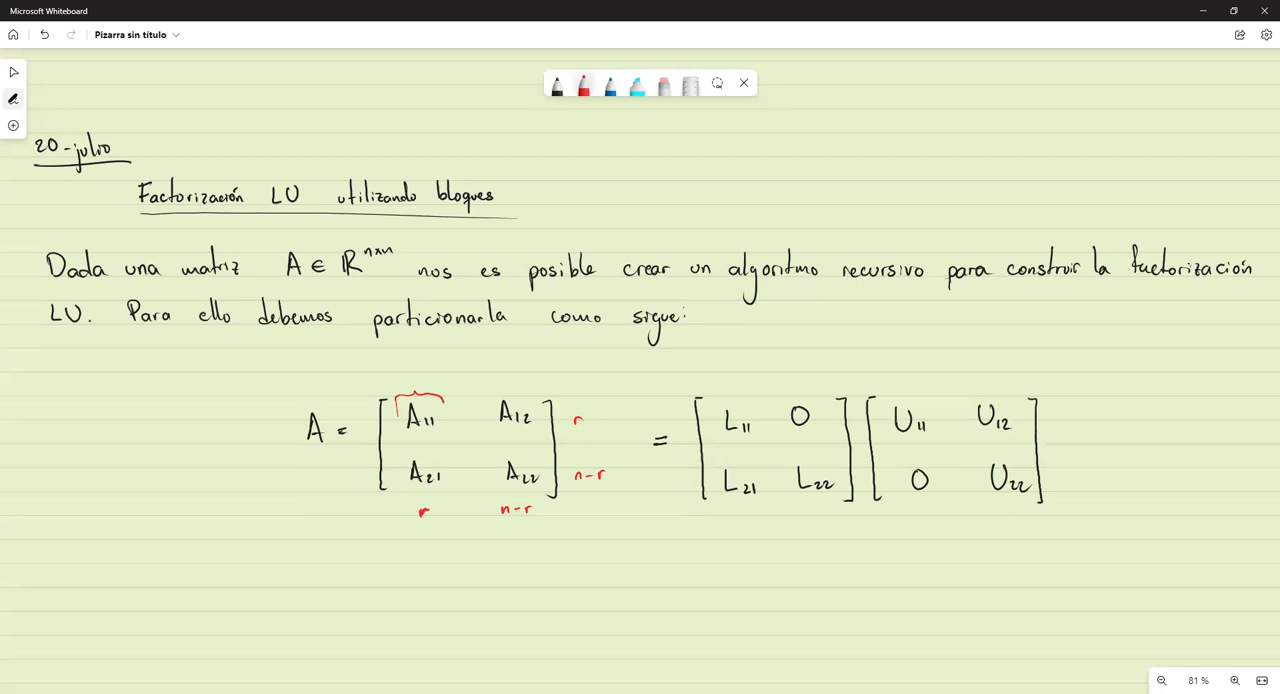 Microsoft Whiteboard
Pizarra sin título
20-julio
Factorización LU utilizando bloques
Dada una matriz A ∈ ℝⁿˣⁿ nos es posible crear un algoritmo recursivo para construir la factorización
LU. Para ello debemos particionarla como sigue:
A = [ A₁₁ A₁₂ ] r = [ L₁₁ 0 ] [ U₁₁ U₁₂ ]
[ A₂₁ A₂₂ ] n-r [ L₂₁ L₂₂ ] [ 0 U₂₂ ]
r n-r
81 %